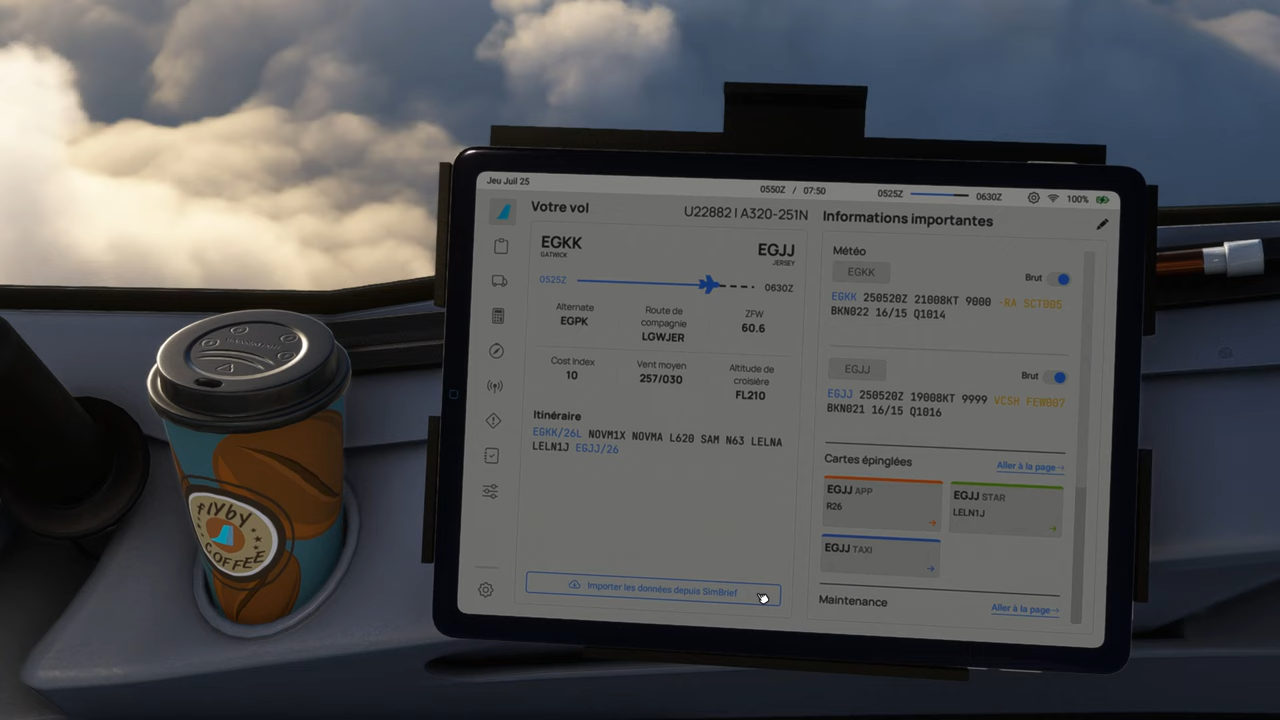 Jeu Juil 25
0550Z / 07:50
0525Z
0630Z
100%
Votre vol
U22882 | A320-251N
EGKK
GATWICK
EGJJ
JERSEY
0525Z
0630Z
Alternate
EGPK
Route de
compagnie
LGWJER
ZFW
60.6
Cost Index
10
Vent moyen
257/030
Altitude de
croisière
FL210
Itinéraire
EGKK/26L NOVM1X NOVMA L620 SAM N63 LELNA
LELN1J EGJJ/26
Importer les données depuis SimBrief
Informations importantes
Météo
EGKK
Brut
EGKK 250520Z 21008KT 9000 -RA SCT005
BKN022 16/15 Q1014
EGJJ
Brut
EGJJ 250520Z 19008KT 9999 VCSH FEW007
BKN021 16/15 Q1016
Cartes épinglées
Aller à la page
EGJJ APP
R26
EGJJ STAR
LELN1J
EGJJ TAXI
Maintenance
Aller à la page
flyby
COFFEE